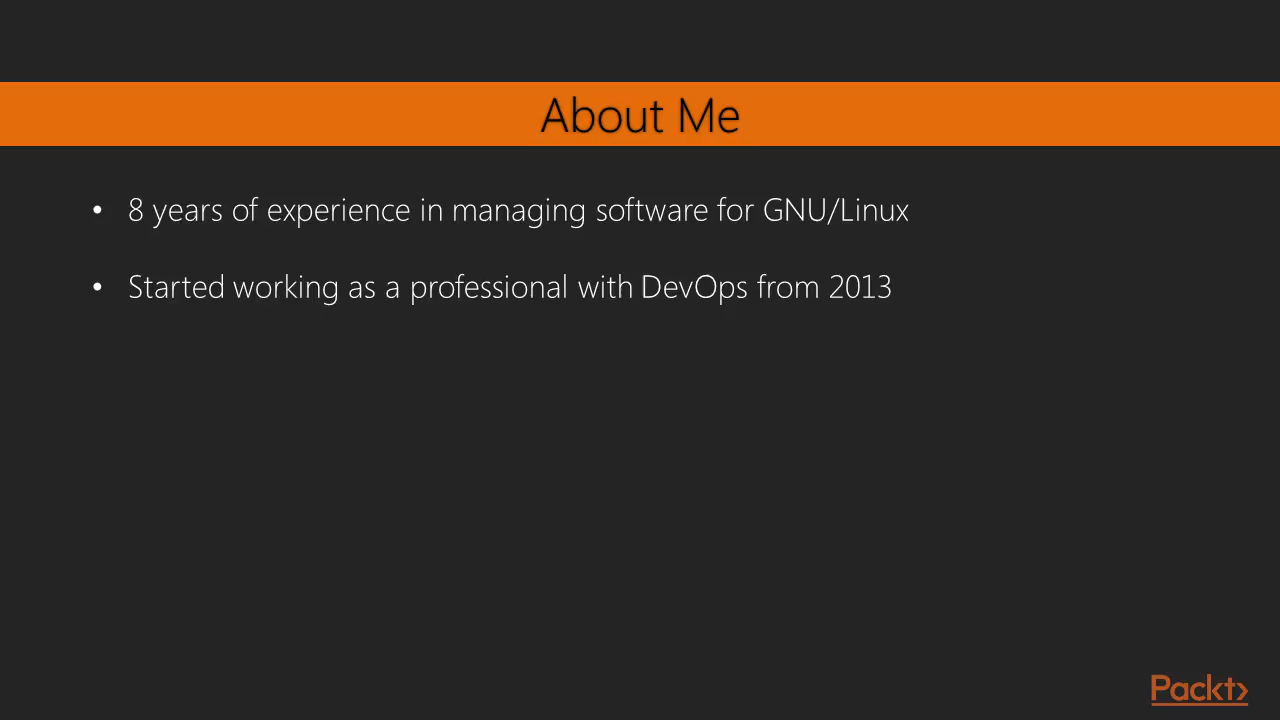 About Me
• 8 years of experience in managing software for GNU/Linux
• Started working as a professional with DevOps from 2013
Packt>